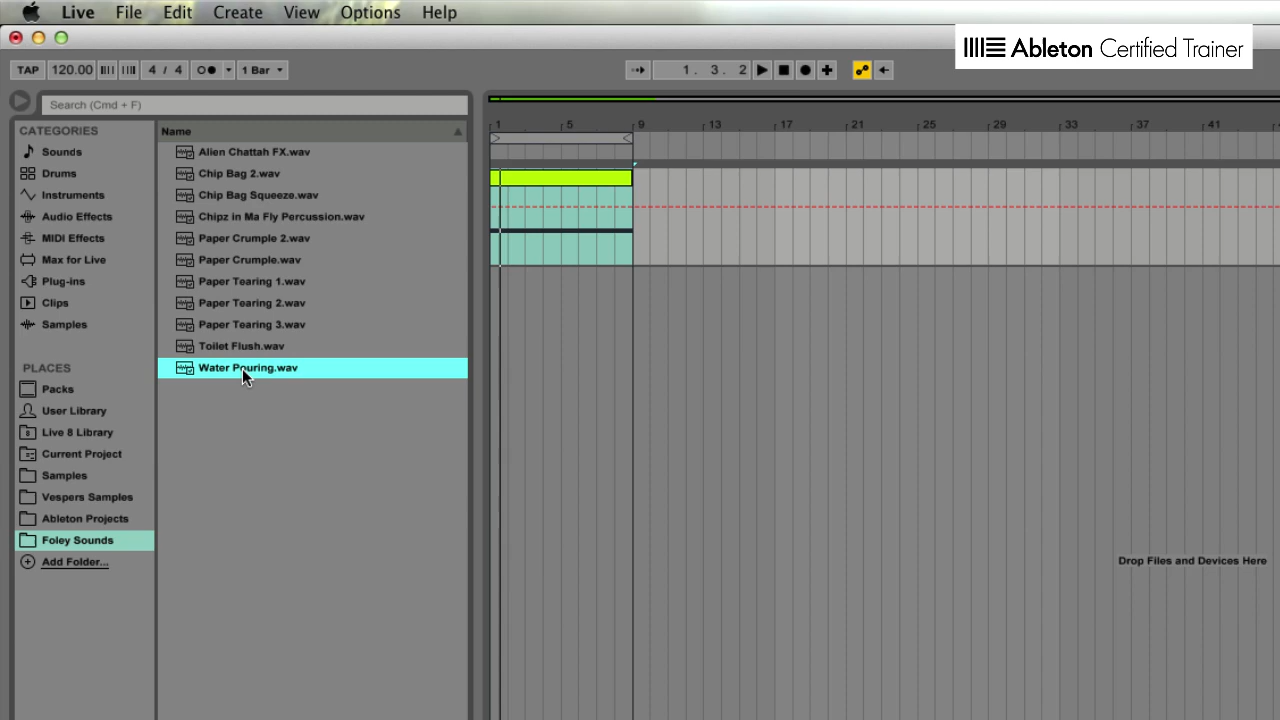 Live File Edit Create View Options Help
Ableton Certified Trainer
TAP 120.00 4 / 4 1 Bar 1. 3. 2
Search (Cmd + F)
CATEGORIES
Sounds
Drums
Instruments
Audio Effects
MIDI Effects
Max for Live
Plug-ins
Clips
Samples
PLACES
Packs
User Library
Live 8 Library
Current Project
Samples
Vespers Samples
Ableton Projects
Foley Sounds
Add Folder...
Name
Alien Chattah FX.wav
Chip Bag 2.wav
Chip Bag Squeeze.wav
Chipz in Ma Fly Percussion.wav
Paper Crumple 2.wav
Paper Crumple.wav
Paper Tearing 1.wav
Paper Tearing 2.wav
Paper Tearing 3.wav
Toilet Flush.wav
Water Pouring.wav
1 5 9 13 17 21 25 29 33 37 41
Drop Files and Devices Here